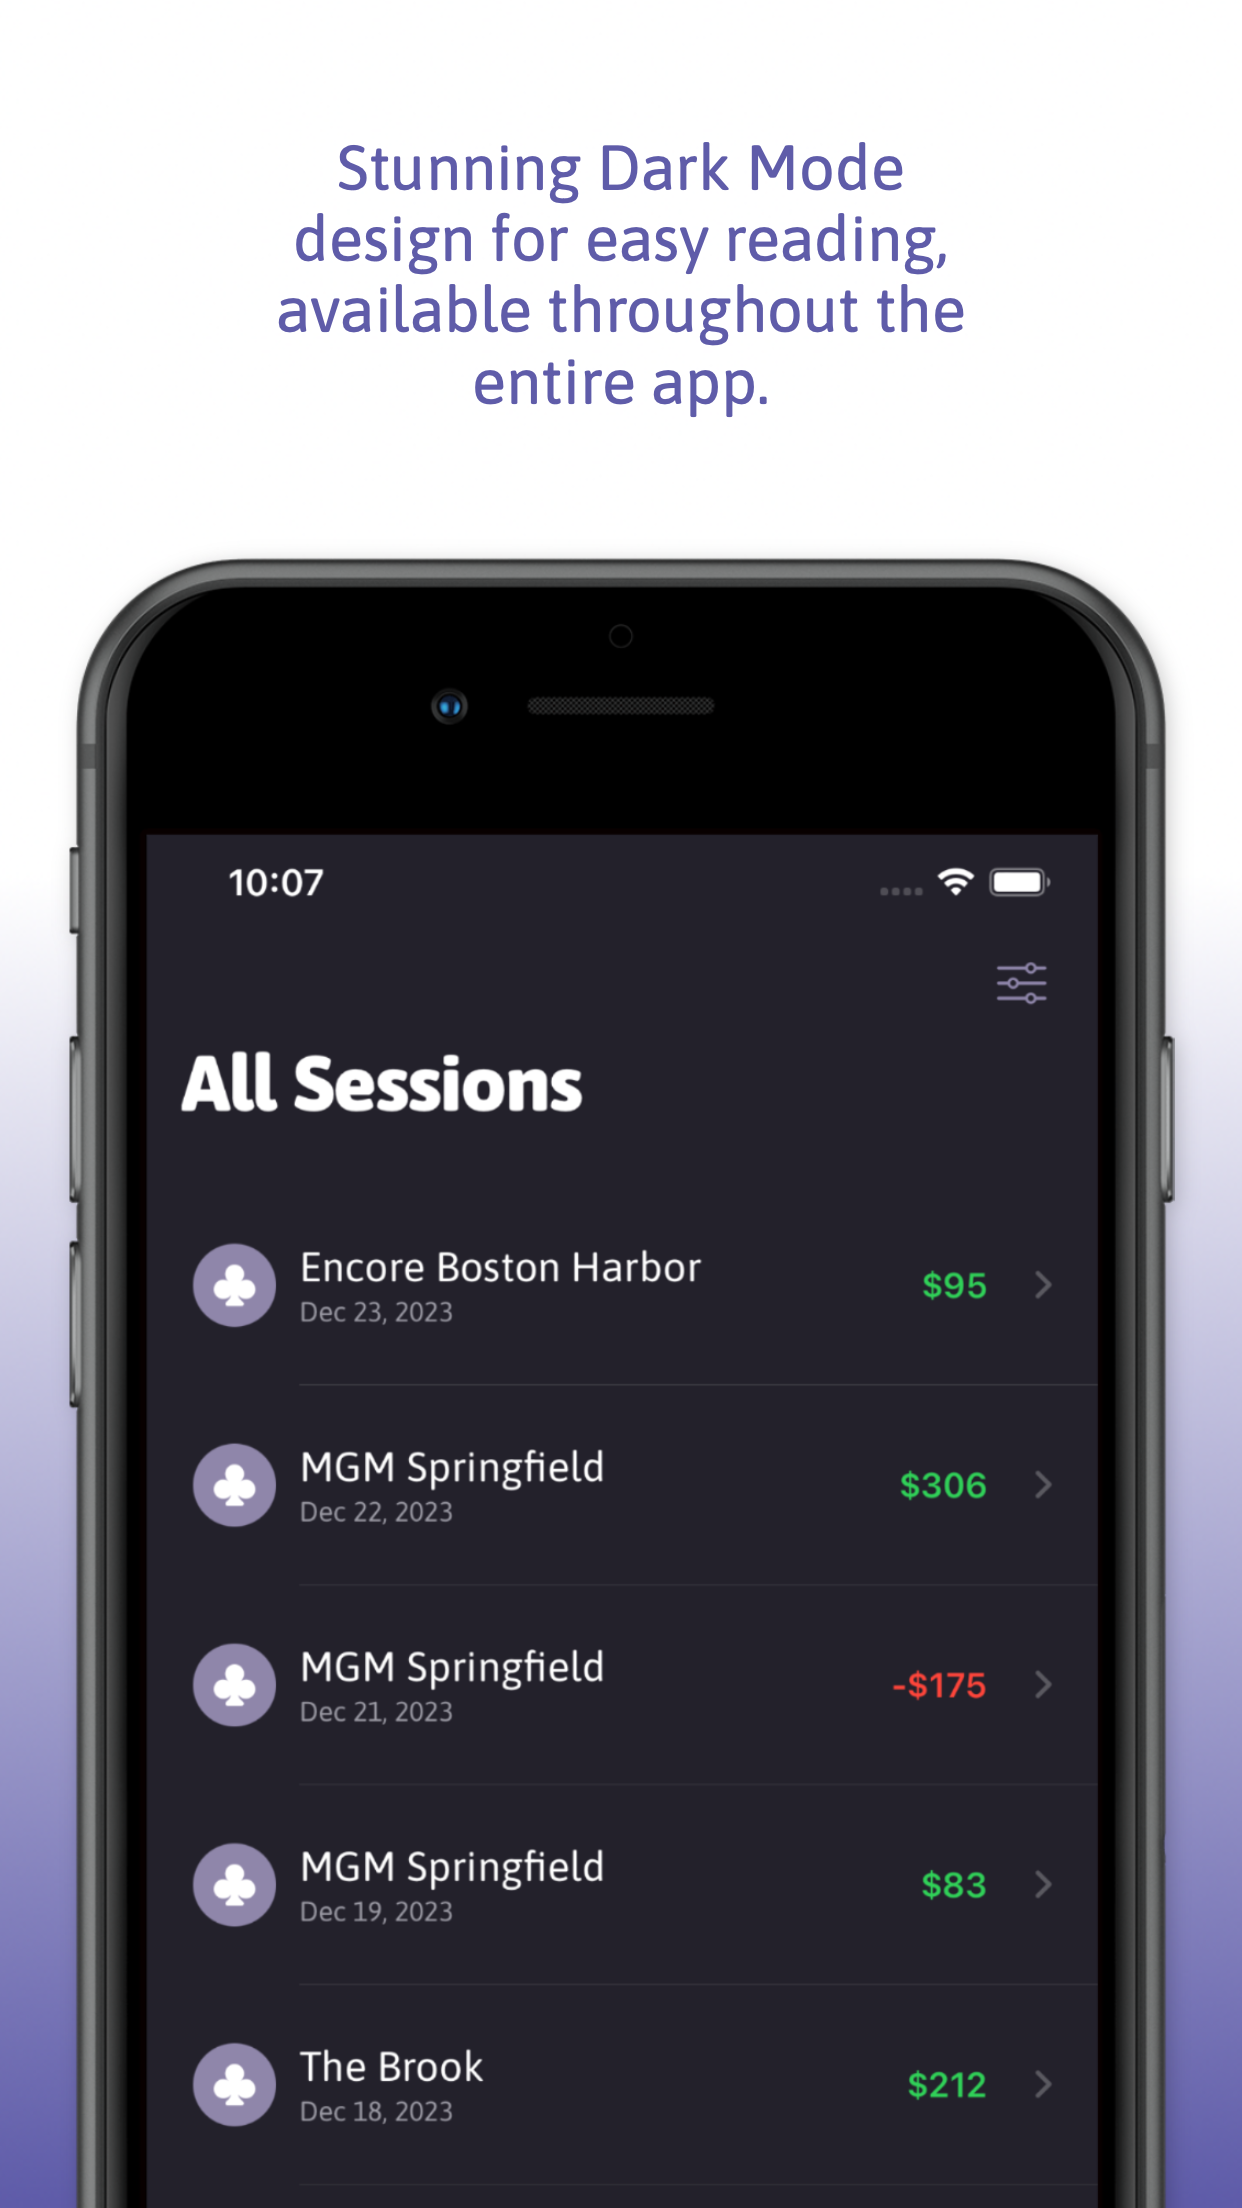 Stunning Dark Mode
design for easy reading,
available throughout the
entire app.
10:07
All Sessions
Encore Boston Harbor
Dec 23, 2023
$95
MGM Springfield
Dec 22, 2023
$306
MGM Springfield
Dec 21, 2023
-$175
MGM Springfield
Dec 19, 2023
$83
The Brook
Dec 18, 2023
$212